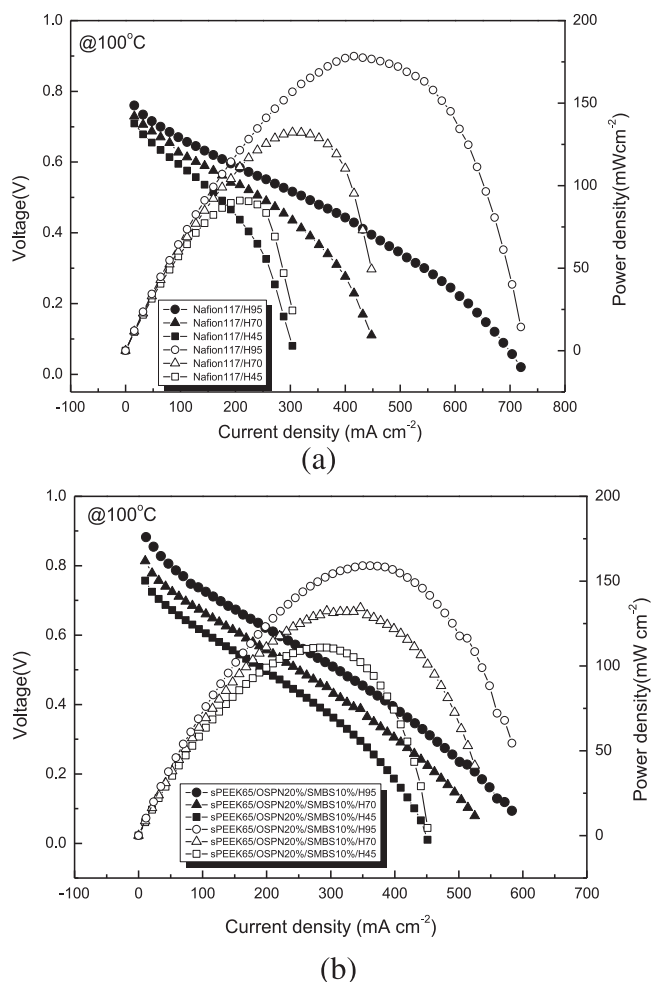 @100°C
Voltage(V)
1.0
0.8
0.6
0.4
0.2
0.0
200
150
100
50
0
Power density(mWcm-2)
Nafion117/H95
Nafion117/H70
Nafion117/H45
Nafion117/H95
Nafion117/H70
Nafion117/H45
-100 0 100 200 300 400 500 600 700 800
Current density (mA cm-2)
(a)
@100°C
Voltage(V)
1.0
0.8
0.6
0.4
0.2
0.0
200
150
100
50
0
Power density (mW cm-2)
sPEEK65/OSPN20%/SMBS10%/H95
sPEEK65/OSPN20%/SMBS10%/H70
sPEEK65/OSPN20%/SMBS10%/H45
sPEEK65/OSPN20%/SMBS10%/H95
sPEEK65/OSPN20%/SMBS10%/H70
sPEEK65/OSPN20%/SMBS10%/H45
-100 0 100 200 300 400 500 600 700
Current density (mA cm-2)
(b)